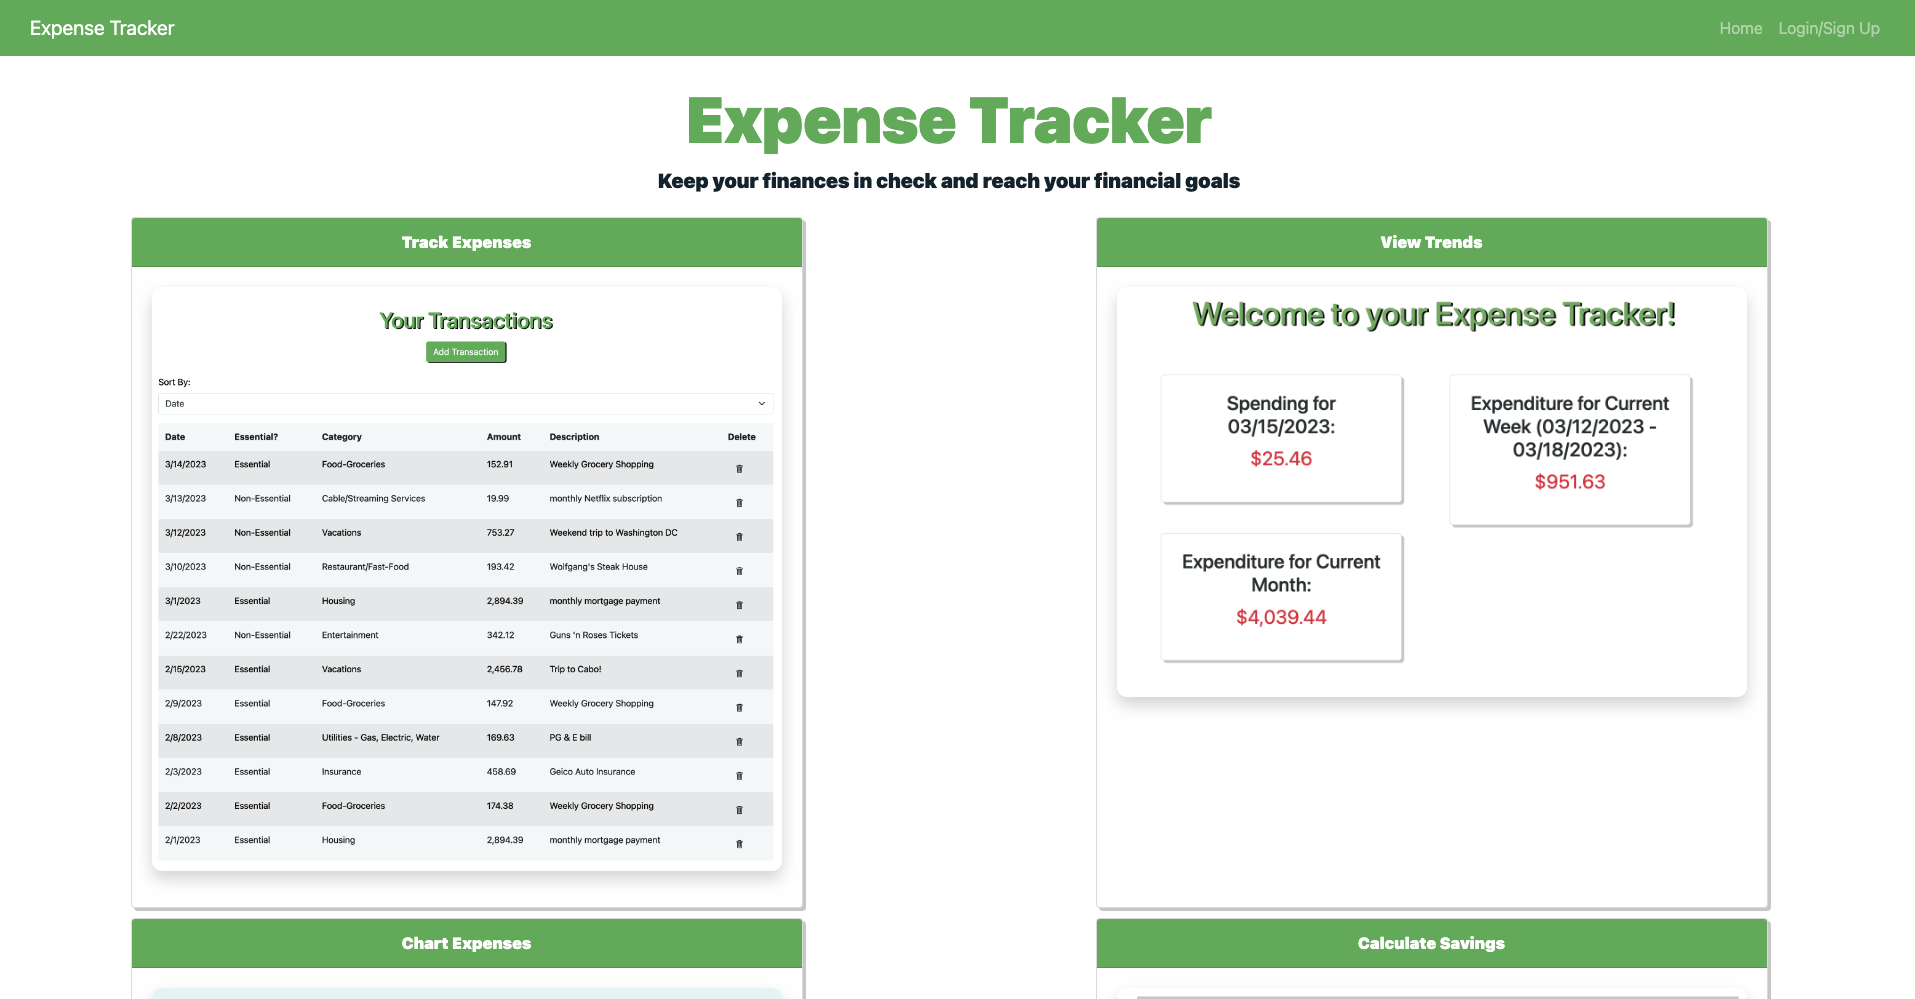 Expense Tracker
Home Login/Sign Up
Expense Tracker
Keep your finances in check and reach your financial goals
Track Expenses
Your Transactions
Add Transaction
Sort By:
Date
Date Essential? Category Amount Description Delete
3/14/2023 Essential Food-Groceries 152.91 Weekly Grocery Shopping
3/13/2023 Non-Essential Cable/Streaming Services 19.99 monthly Netflix subscription
3/12/2023 Non-Essential Vacations 753.27 Weekend trip to Washington DC
3/10/2023 Non-Essential Restaurant/Fast-Food 193.42 Wolfgang's Steak House
3/1/2023 Essential Housing 2,894.39 monthly mortgage payment
2/22/2023 Non-Essential Entertainment 342.12 Guns 'n Roses Tickets
2/15/2023 Essential Vacations 2,456.78 Trip to Cabo!
2/9/2023 Essential Food-Groceries 147.92 Weekly Grocery Shopping
2/8/2023 Essential Utilities - Gas, Electric, Water 169.63 PG & E bill
2/3/2023 Essential Insurance 458.69 Geico Auto Insurance
2/2/2023 Essential Food-Groceries 174.38 Weekly Grocery Shopping
2/1/2023 Essential Housing 2,894.39 monthly mortgage payment
View Trends
Welcome to your Expense Tracker!
Spending for
03/15/2023:
$25.46
Expenditure for Current
Week (03/12/2023 -
03/18/2023):
$951.63
Expenditure for Current
Month:
$4,039.44
Chart Expenses
Calculate Savings